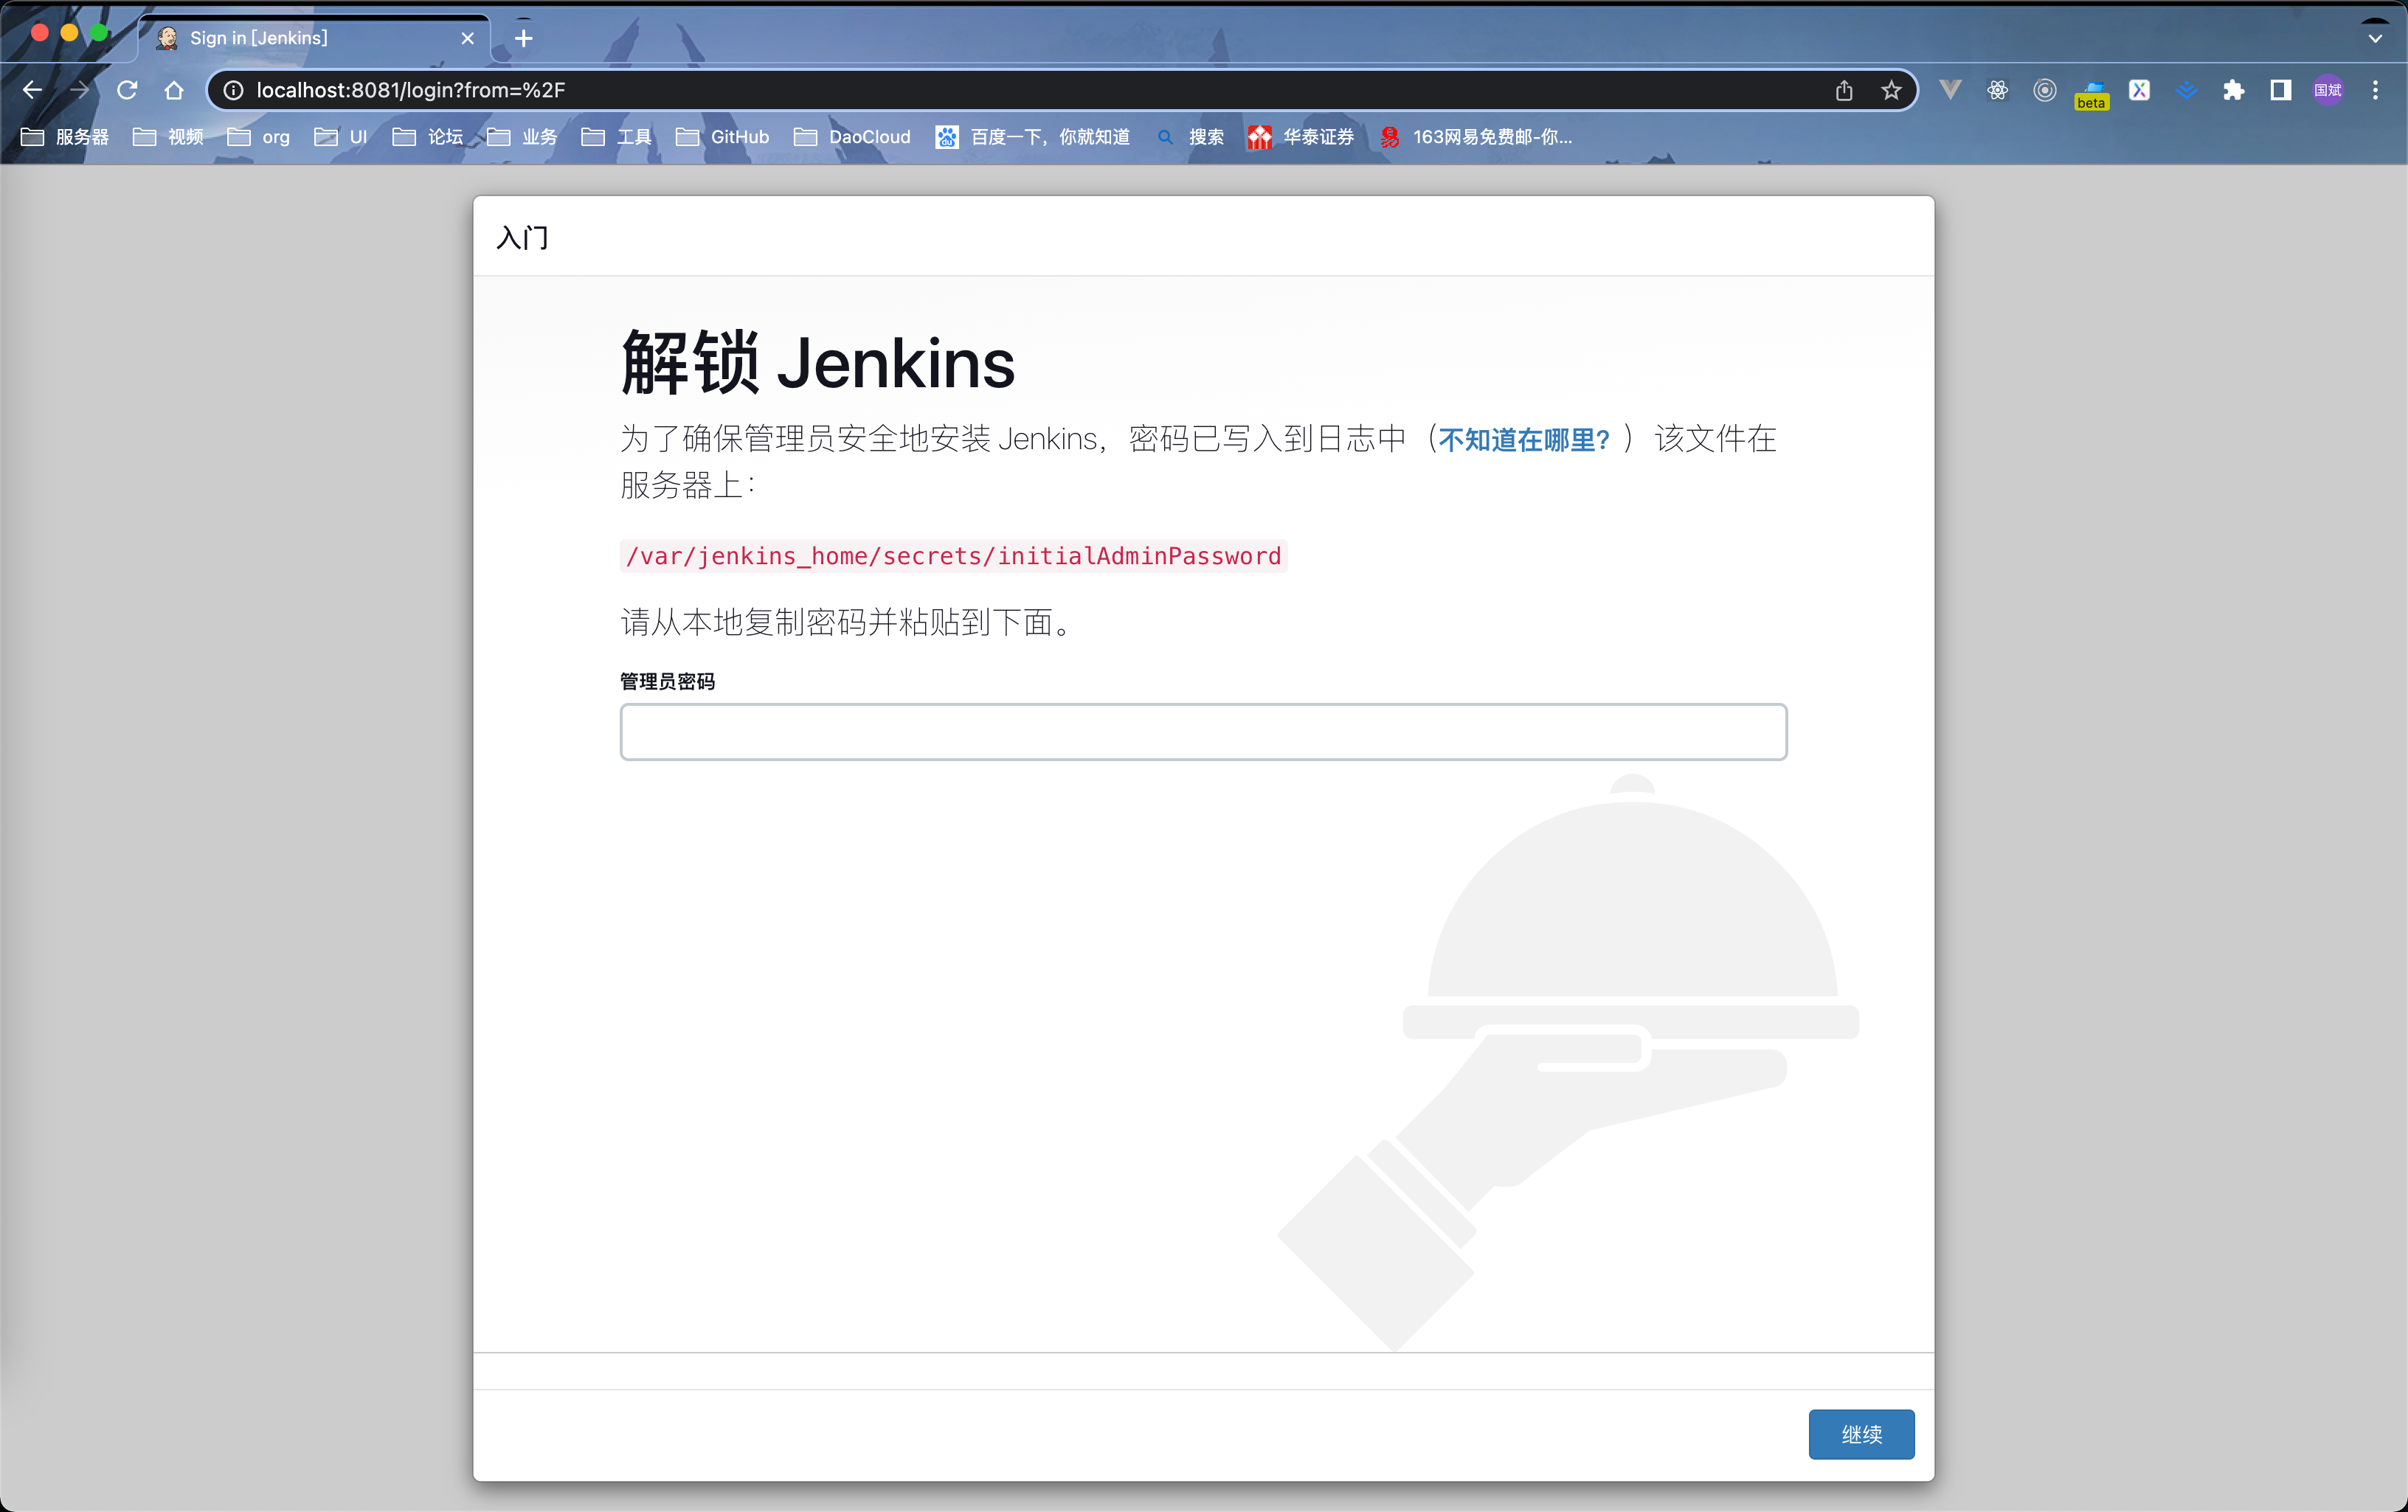 Sign in [Jenkins]
localhost:8081/login?from=%2F
beta
国斌
服务器 视频 org UI 论坛 业务 工具 GitHub DaoCloud du 百度一下，你就知道 搜索 华泰证券 163网易免费邮-你...
入门
解锁 Jenkins
为了确保管理员安全地安装 Jenkins，密码已写入到日志中（不知道在哪里？）该文件在
服务器上：
/var/jenkins_home/secrets/initialAdminPassword
请从本地复制密码并粘贴到下面。
管理员密码
继续